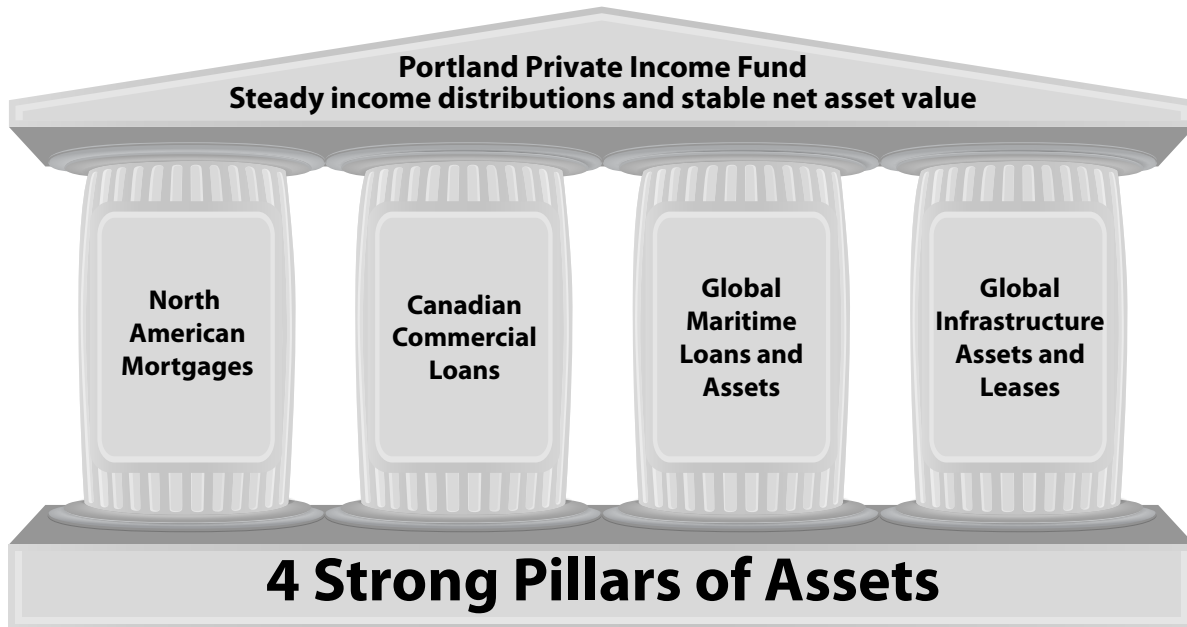 Portland Private Income Fund
Steady income distributions and stable net asset value
North
American
Mortgages
Canadian
Commercial
Loans
Global
Maritime
Loans and
Assets
Global
Infrastructure
Assets and
Leases
4 Strong Pillars of Assets